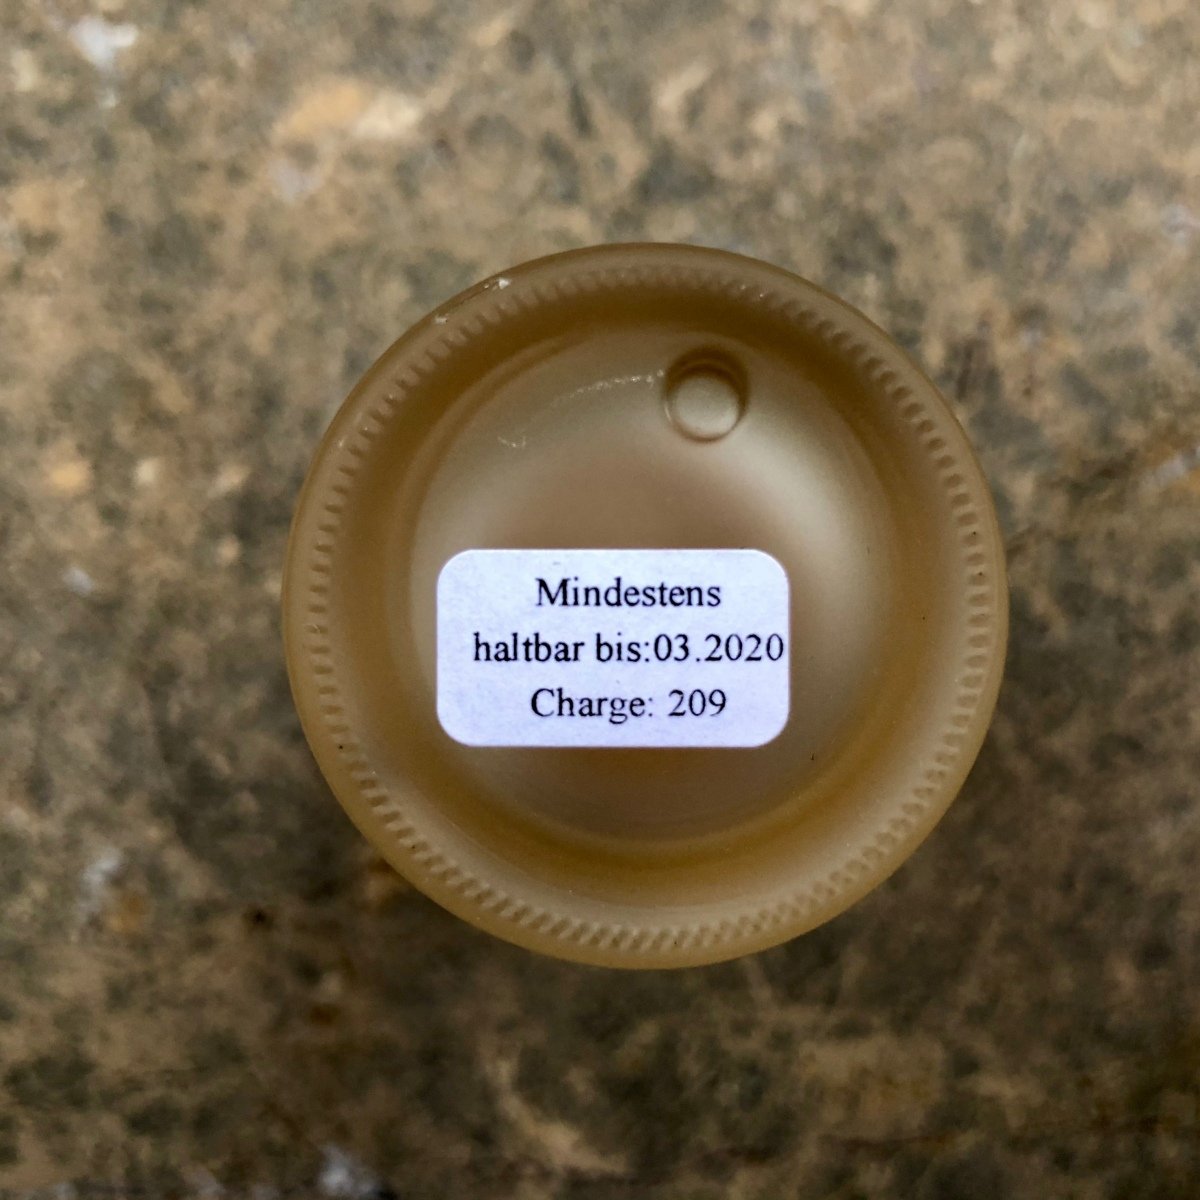 Mindestens
haltbar bis:03.2020
Charge: 209